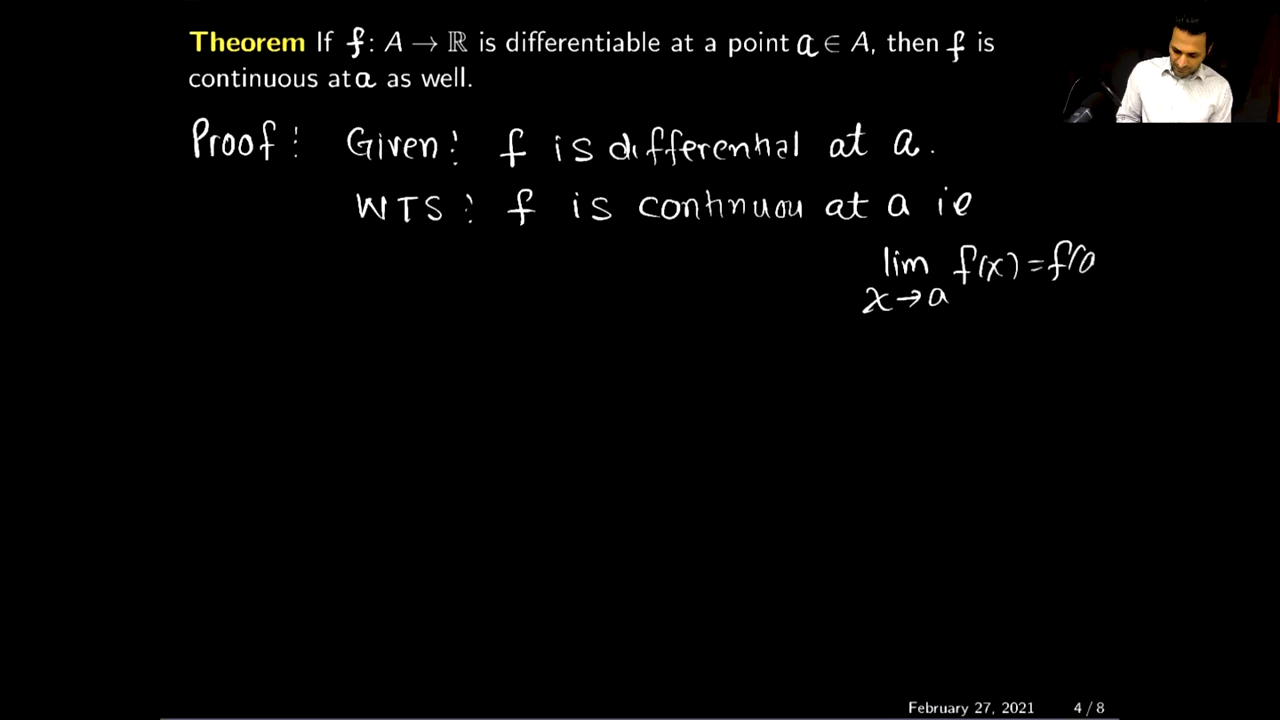 Theorem If f: A → ℝ is differentiable at a point a ∈ A, then f is
continuous at a as well.
Proof: Given: f is differenhal at a.
WTS: f is conhnuou at a ie
lim f(x) = f(a
x→a
February 27, 2021 4 / 8